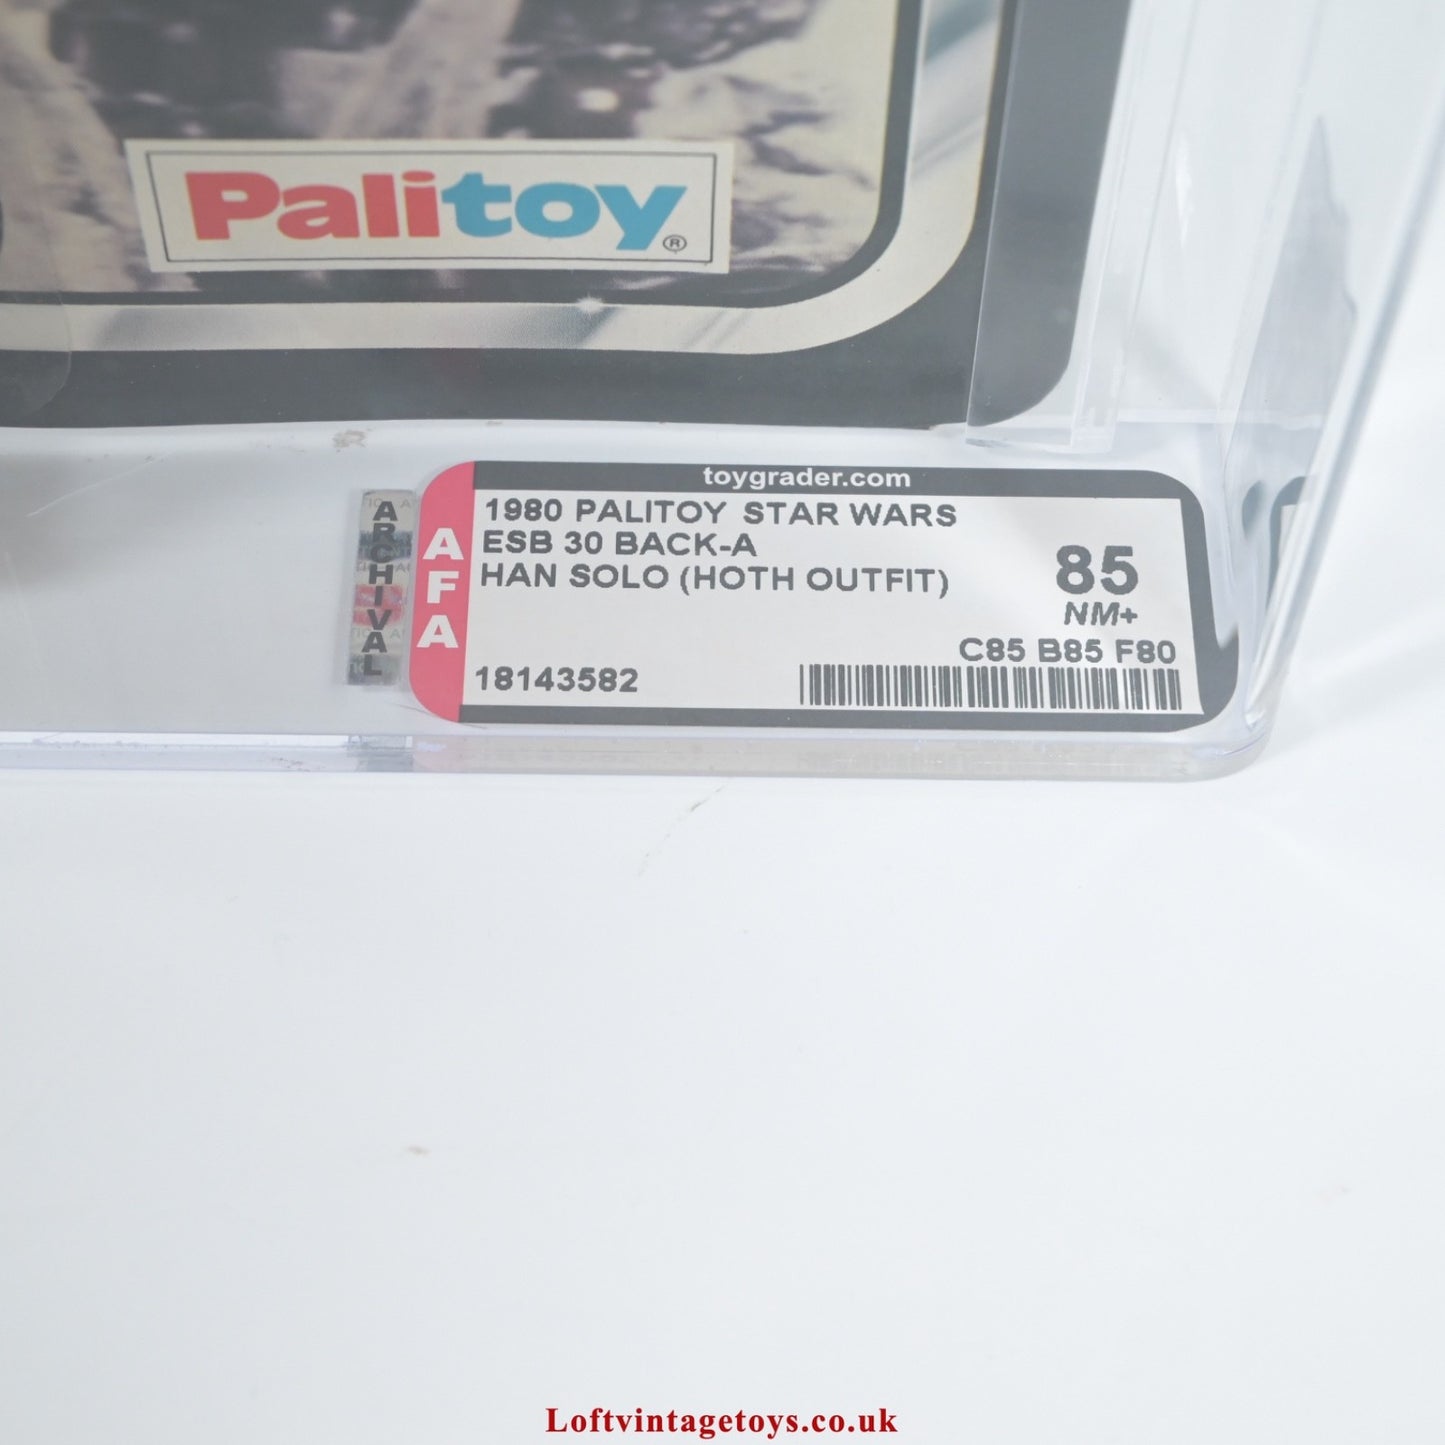 Palitoy®
ARCHIVAL
AFA
toygrader.com
1980 PALITOY STAR WARS
ESB 30 BACK-A
HAN SOLO (HOTH OUTFIT)
85
NM+
C85 B85 F80
18143582
Loftvintagetoys.co.uk